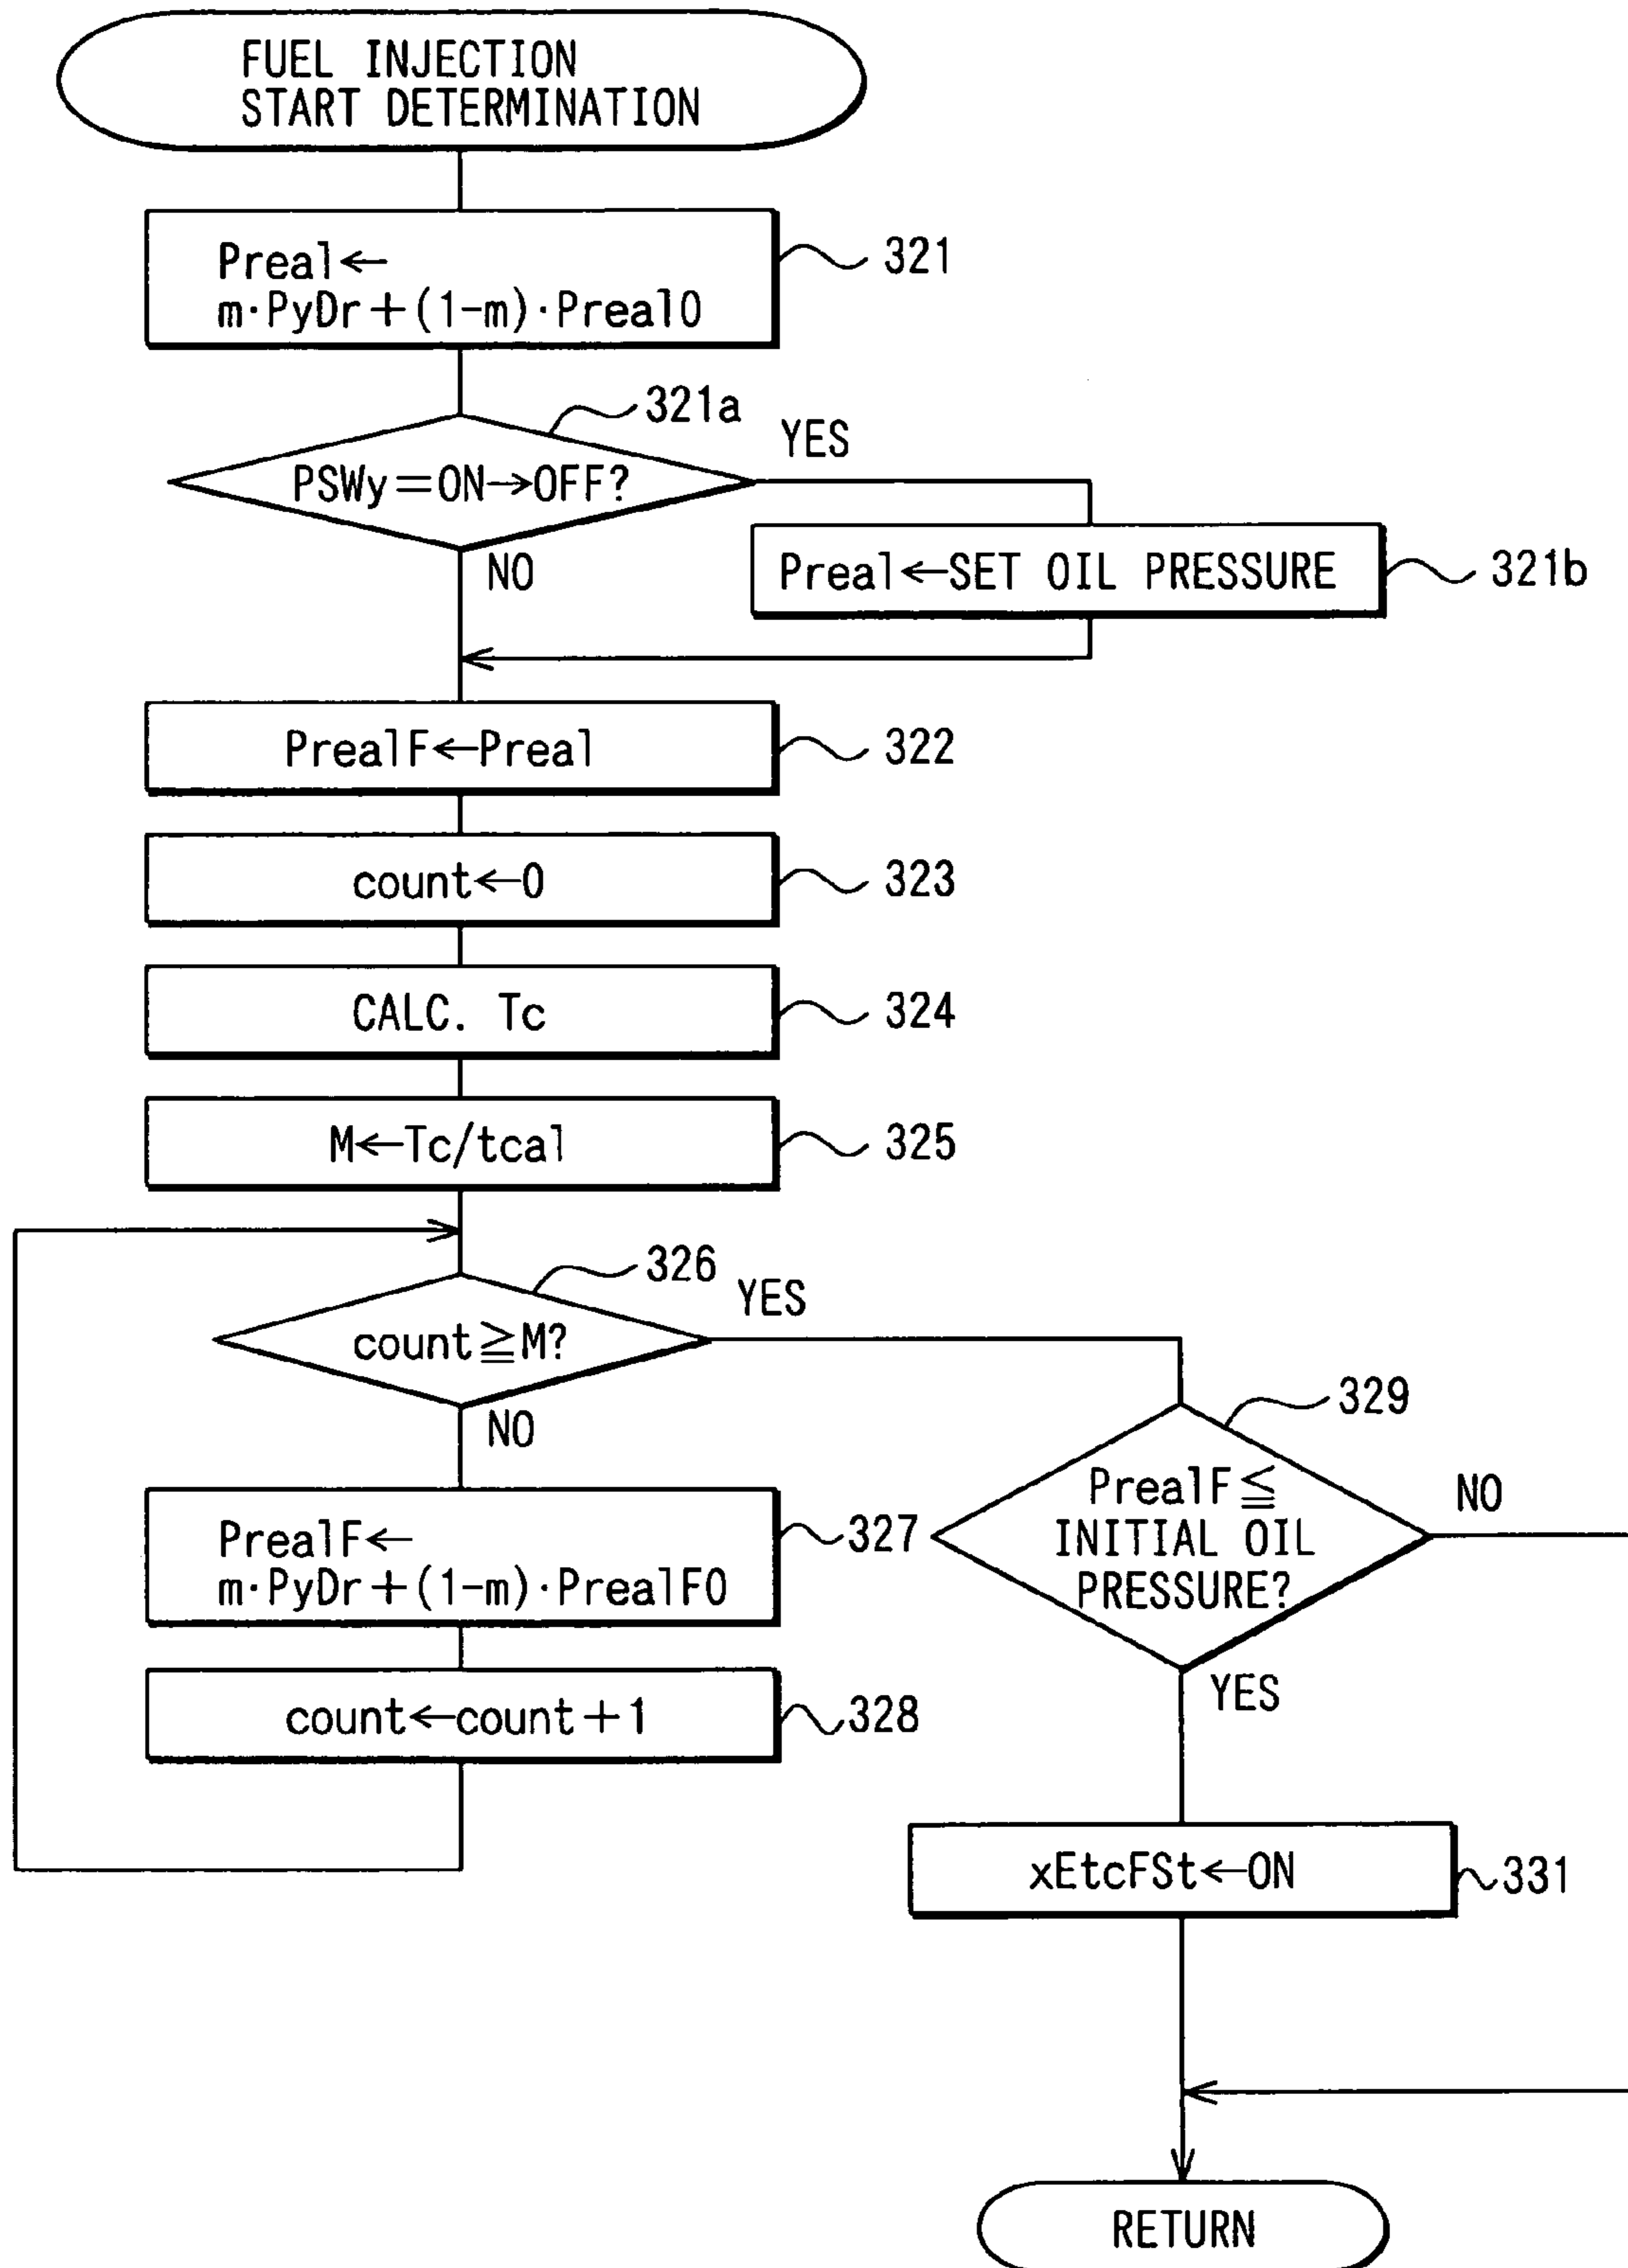 FUEL INJECTION
START DETERMINATION
Preal←
m·PyDr+(1-m)·Preal0
321
321a
PSWy=ON→OFF?
YES
NO
Preal←SET OIL PRESSURE
321b
PrealF←Preal
322
count←0
323
CALC. Tc
324
M←Tc/tcal
325
326
count≧M?
YES
NO
329
PrealF≦
INITIAL OIL
PRESSURE?
NO
YES
PrealF←
m·PyDr+(1-m)·PrealF0
327
count←count+1
328
xEtcFSt←ON
331
RETURN